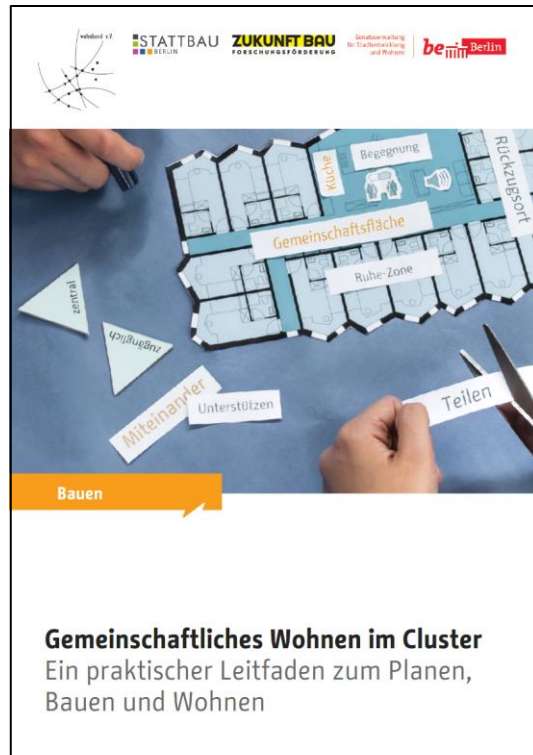 wohnbund e.V.
STATTBAU
BERLIN
ZUKUNFT BAU
FORSCHUNGSFÖRDERUNG
Senatsverwaltung
für Stadtentwicklung
und Wohnen
be Berlin
Küche
Begegnung
Rückzugsort
Gemeinschaftsfläche
Ruhe-Zone
zentral
zugänglich
Miteinander
Unterstützen
Teilen
Bauen
Gemeinschaftliches Wohnen im Cluster
Ein praktischer Leitfaden zum Planen,
Bauen und Wohnen